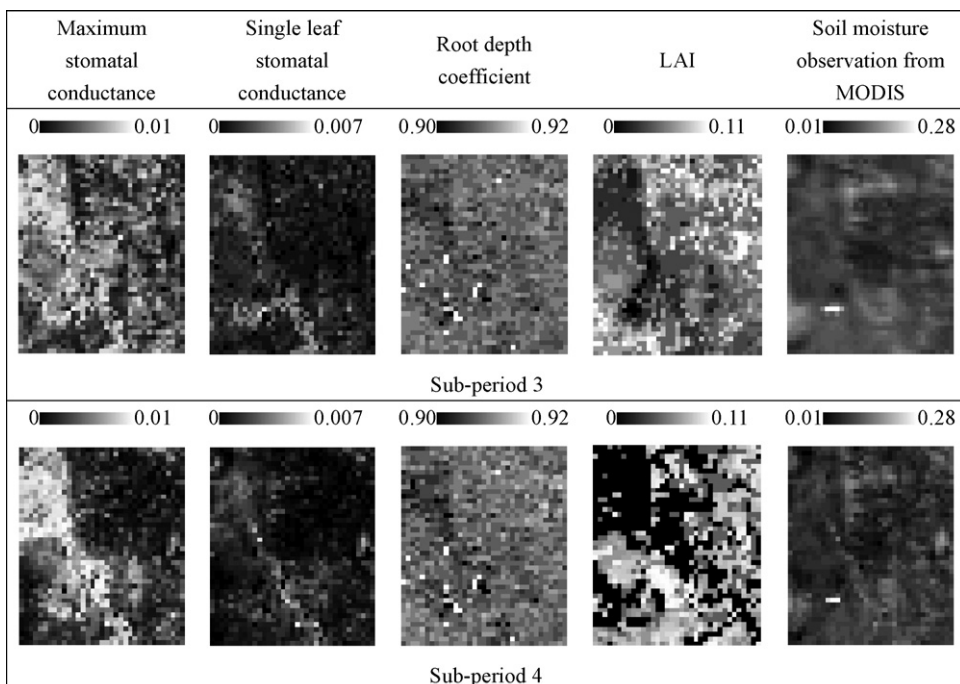 Maximum
stomatal
conductance
Single leaf
stomatal
conductance
Root depth
coefficient
LAI
Soil moisture
observation from
MODIS
0 0.01 0 0.007 0.90 0.92 0 0.11 0.01 0.28
Sub-period 3
0 0.01 0 0.007 0.90 0.92 0 0.11 0.01 0.28
Sub-period 4